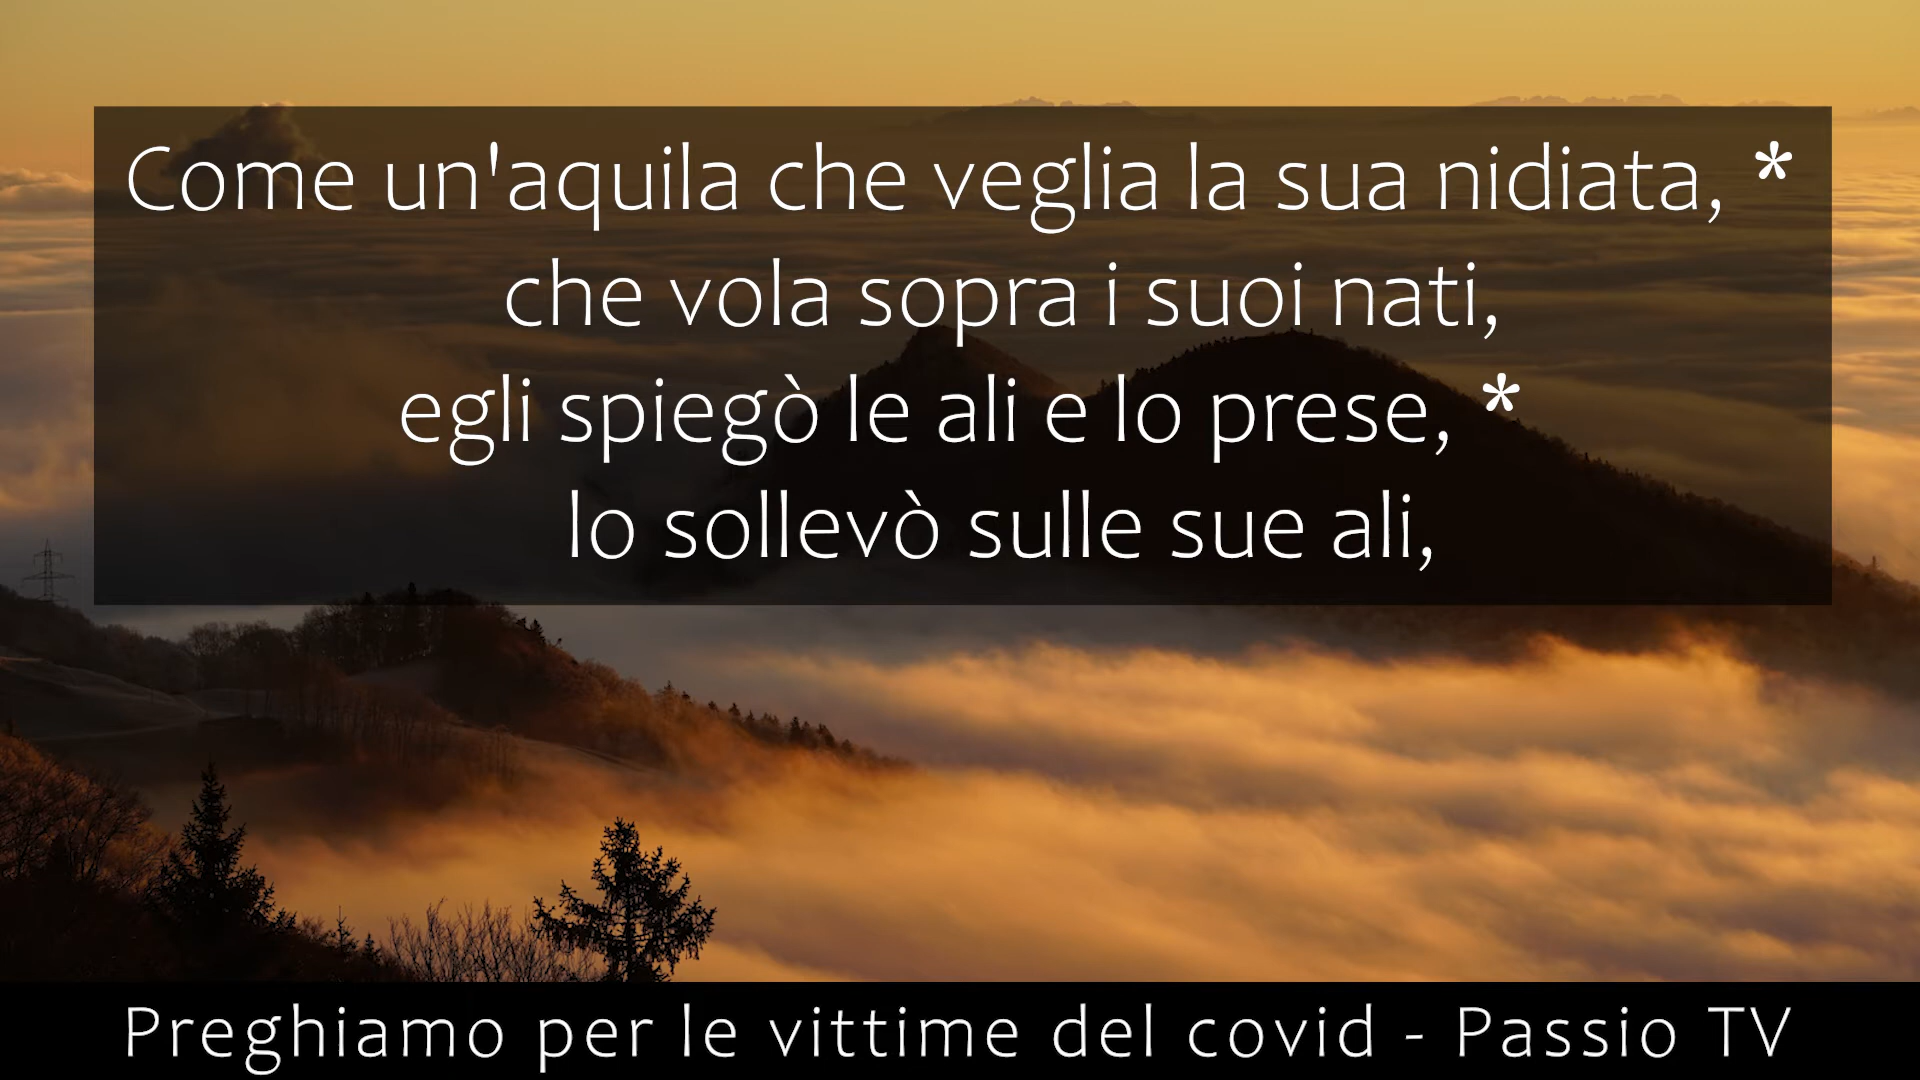 Come un'aquila che veglia la sua nidiata, *
che vola sopra i suoi nati,
egli spiegò le ali e lo prese, *
lo sollevò sulle sue ali,
Preghiamo per le vittime del covid - Passio TV